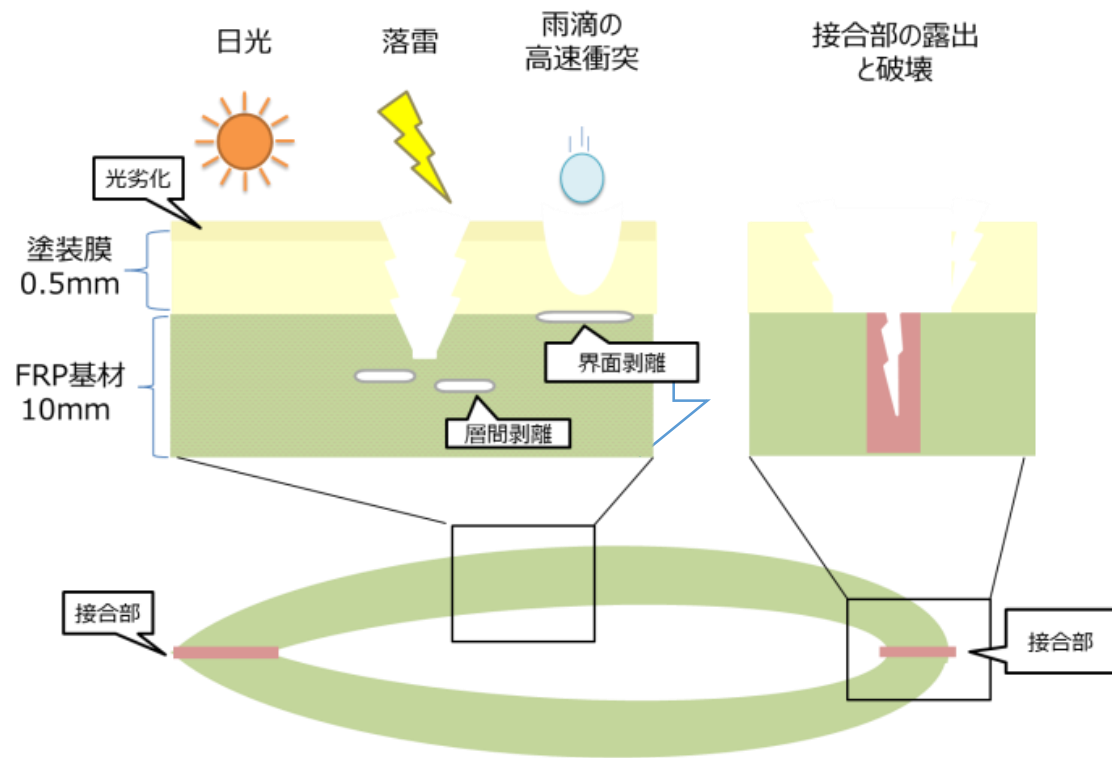 日光
落雷
雨滴の
高速衝突
接合部の露出
と破壊
光劣化
塗装膜
0.5mm
界面剥離
FRP基材
10mm
層間剥離
接合部
接合部